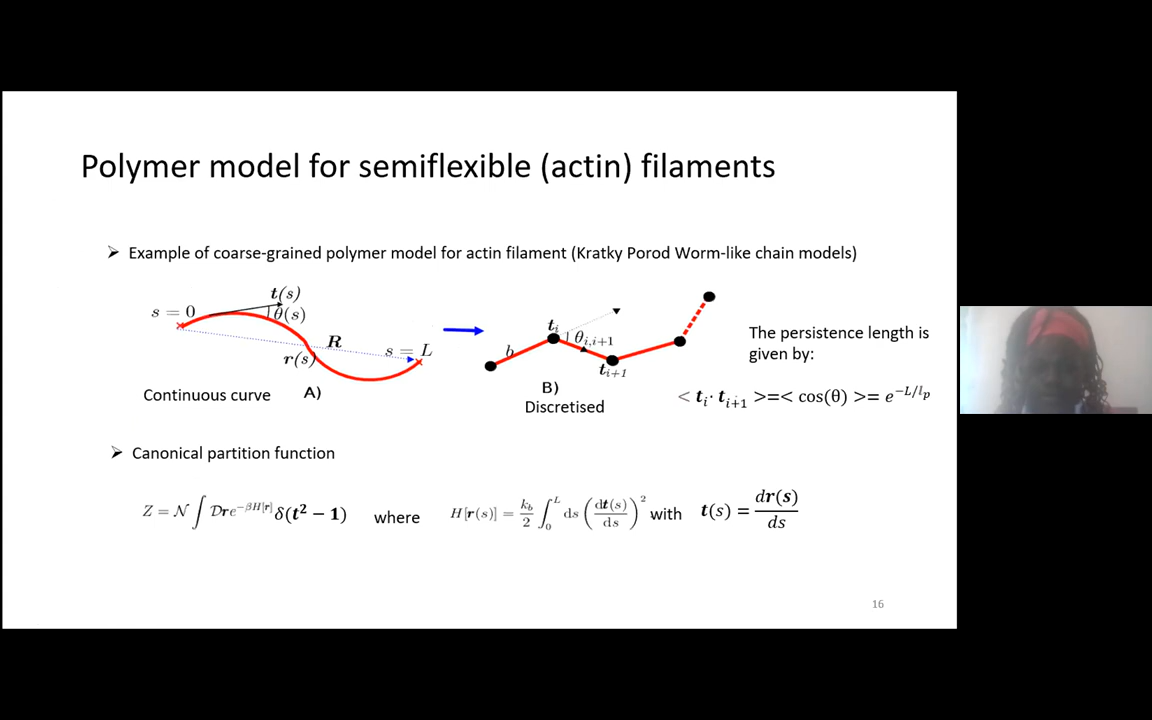 Polymer model for semiflexible (actin) filaments
➢ Example of coarse-grained polymer model for actin filament (Kratky Porod Worm-like chain models)
s = 0
t(s)
θ(s)
R
r(s)
s = L
Continuous curve
A)
b
t_i
θ_{i,i+1}
t_{i+1}
B)
Discretised
The persistence length is
given by:
< t_i · t_{i+1} >=< cos(θ) >= e^{−L/l_p}
➢ Canonical partition function
Z = 𝒩 ∫ 𝒟r e^{−βH[r]} δ(t² − 1) where H[r(s)] = k_b/2 ∫_0^L ds (dt(s)/ds)² with t(s) = dr(s)/ds
16